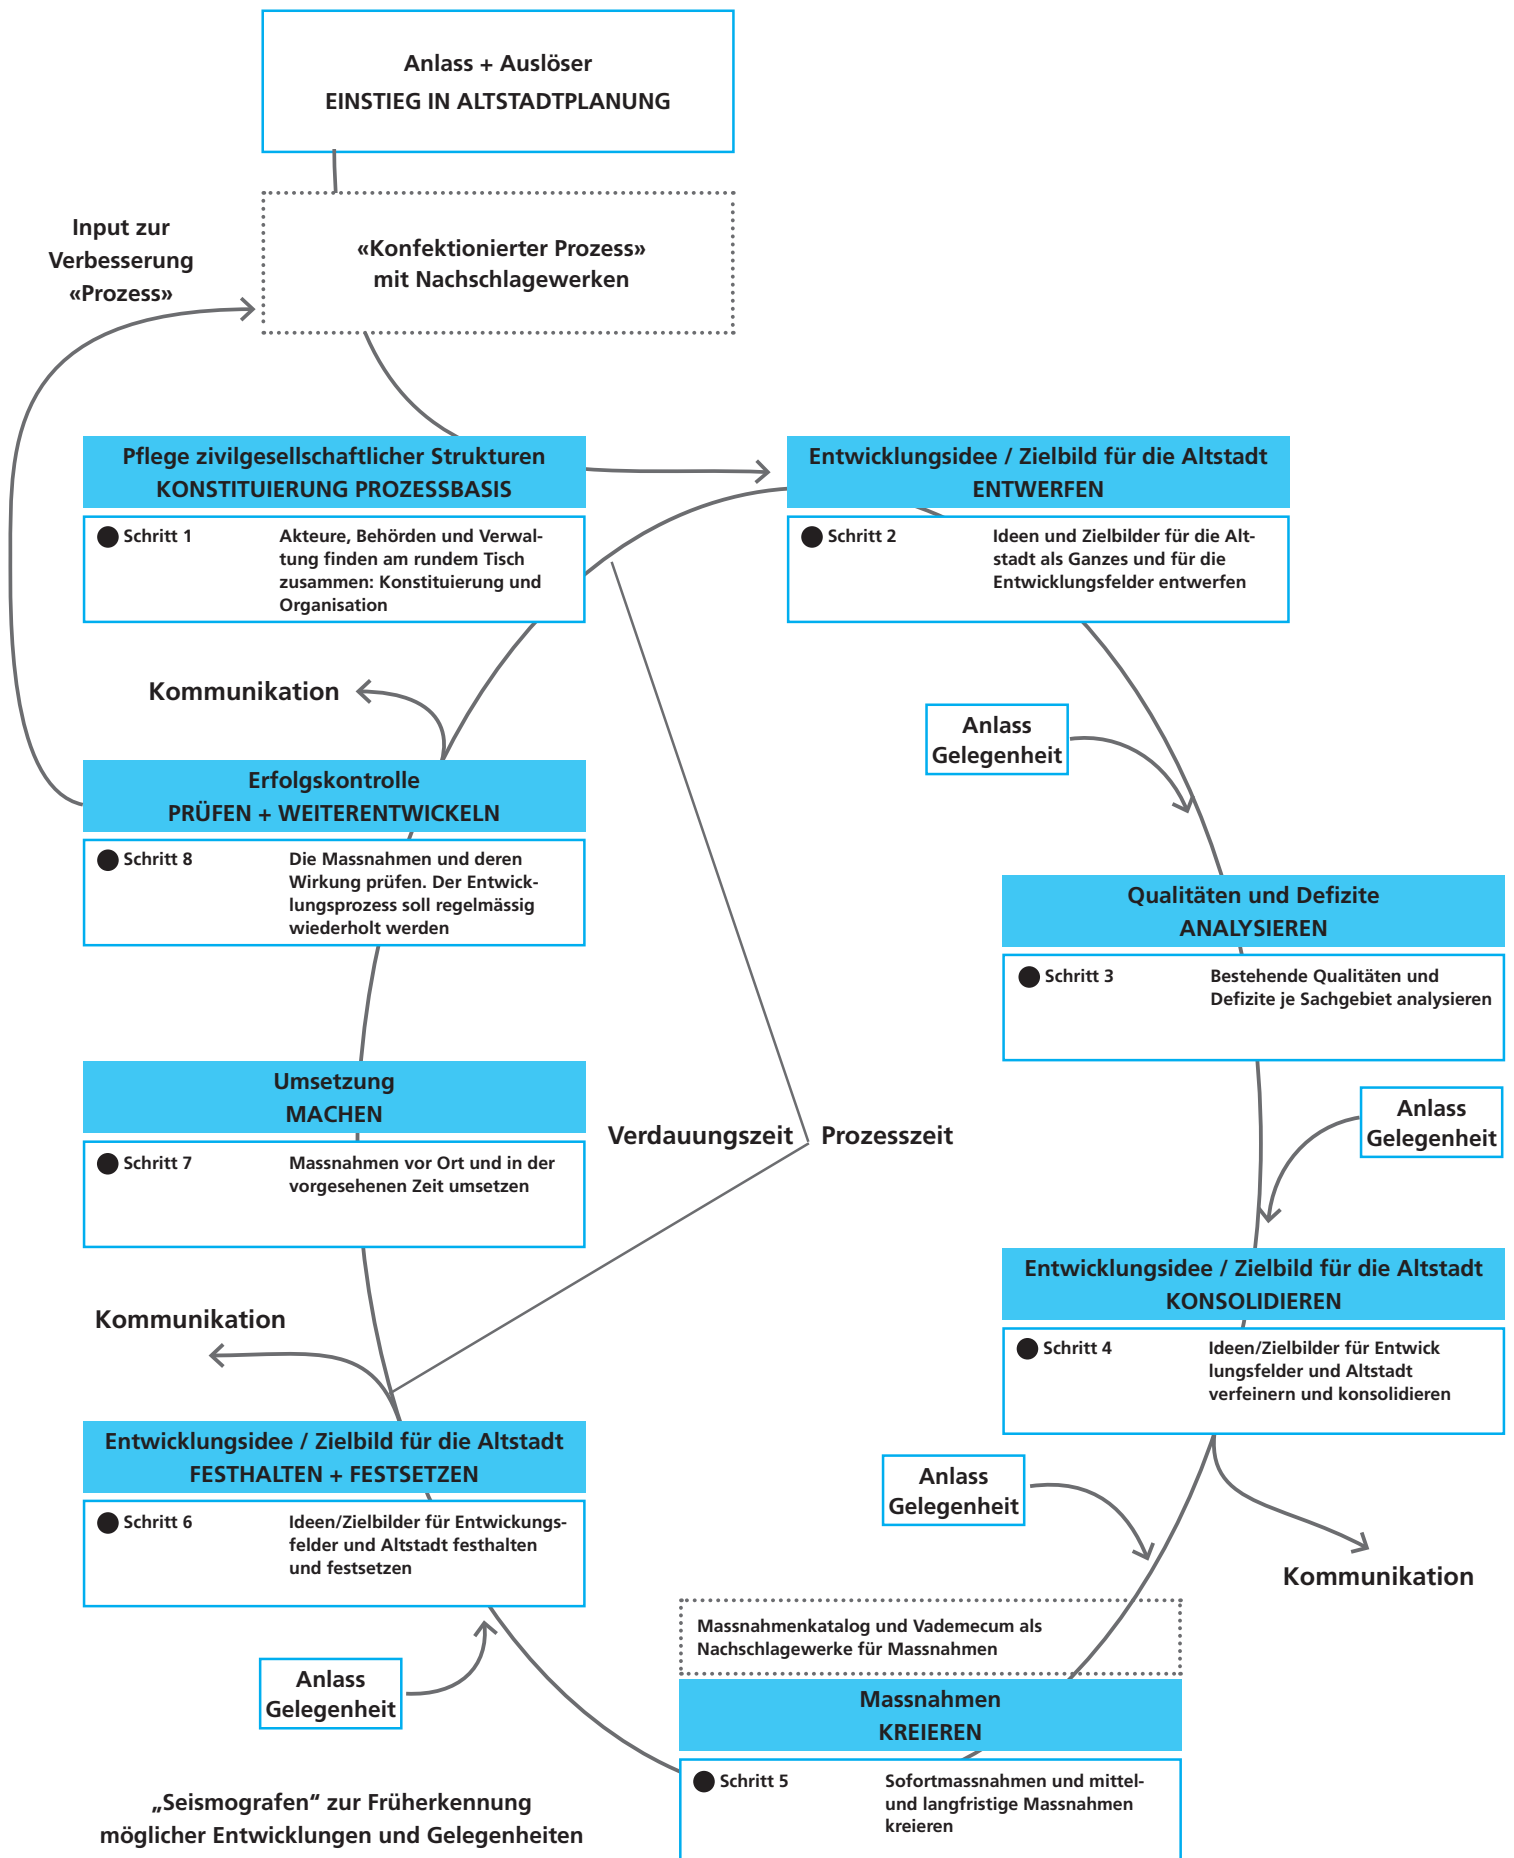 Anlass + Auslöser
EINSTIEG IN ALTSTADTPLANUNG
Input zur
Verbesserung
«Prozess»
«Konfektionierter Prozess»
mit Nachschlagewerken
Pflege zivilgesellschaftlicher Strukturen
KONSTITUIERUNG PROZESSBASIS
Schritt 1
Akteure, Behörden und Verwal-
tung finden am rundem Tisch
zusammen: Konstituierung und
Organisation
Entwicklungsidee / Zielbild für die Altstadt
ENTWERFEN
Schritt 2
Ideen und Zielbilder für die Alt-
stadt als Ganzes und für die
Entwicklungsfelder entwerfen
Kommunikation
Anlass
Gelegenheit
Erfolgskontrolle
PRÜFEN + WEITERENTWICKELN
Schritt 8
Die Massnahmen und deren
Wirkung prüfen. Der Entwick-
lungsprozess soll regelmässig
wiederholt werden
Qualitäten und Defizite
ANALYSIEREN
Schritt 3
Bestehende Qualitäten und
Defizite je Sachgebiet analysieren
Umsetzung
MACHEN
Schritt 7
Massnahmen vor Ort und in der
vorgesehenen Zeit umsetzen
Verdauungszeit
Prozesszeit
Anlass
Gelegenheit
Entwicklungsidee / Zielbild für die Altstadt
KONSOLIDIEREN
Schritt 4
Ideen/Zielbilder für Entwick
lungsfelder und Altstadt
verfeinern und konsolidieren
Kommunikation
Entwicklungsidee / Zielbild für die Altstadt
FESTHALTEN + FESTSETZEN
Schritt 6
Ideen/Zielbilder für Entwickungs-
felder und Altstadt festhalten
und festsetzen
Anlass
Gelegenheit
Kommunikation
Massnahmenkatalog und Vademecum als
Nachschlagewerke für Massnahmen
Anlass
Gelegenheit
Massnahmen
KREIEREN
Schritt 5
Sofortmassnahmen und mittel-
und langfristige Massnahmen
kreieren
„Seismografen“ zur Früherkennung
möglicher Entwicklungen und Gelegenheiten